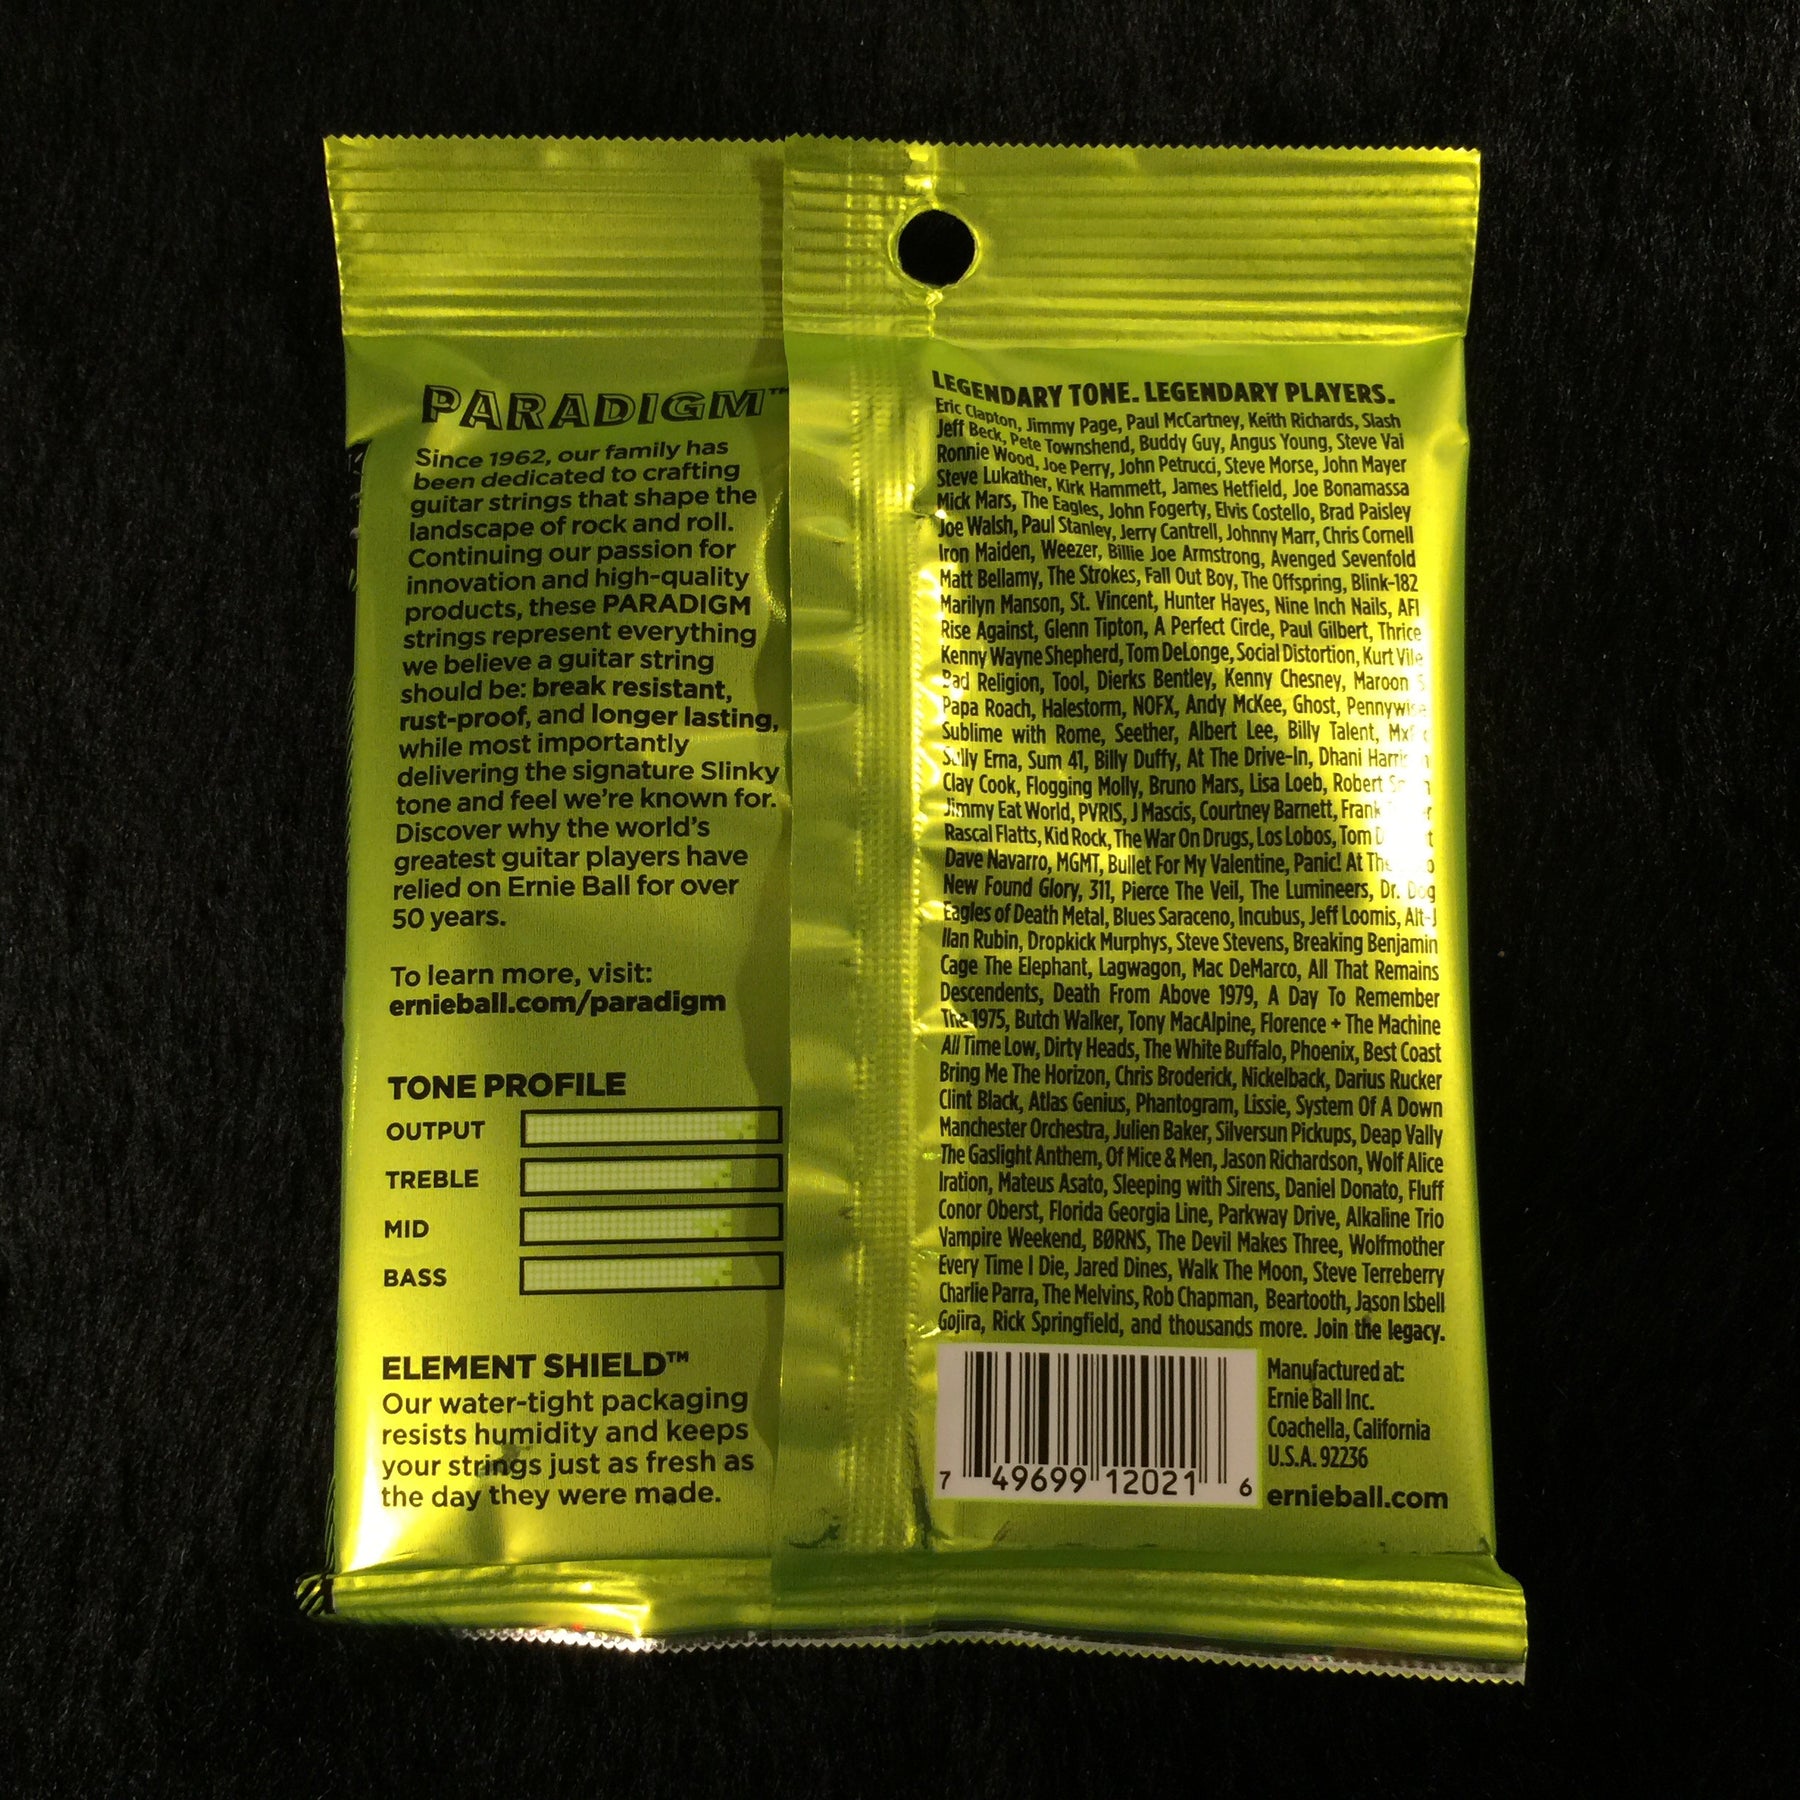 PARADIGM™
Since 1962, our family has
been dedicated to crafting
guitar strings that shape the
landscape of rock and roll.
Continuing our passion for
innovation and high-quality
products, these PARADIGM
strings represent everything
we believe a guitar string
should be: break resistant,
rust-proof, and longer lasting,
while most importantly
delivering the signature Slinky
tone and feel we're known for.
Discover why the world's
greatest guitar players have
relied on Ernie Ball for over
50 years.
To learn more, visit:
ernieball.com/paradigm
TONE PROFILE
OUTPUT
TREBLE
MID
BASS
ELEMENT SHIELD™
Our water-tight packaging
resists humidity and keeps
your strings just as fresh as
the day they were made.
LEGENDARY TONE. LEGENDARY PLAYERS.
Eric Clapton, Jimmy Page, Paul McCartney, Keith Richards, Slash
Jeff Beck, Pete Townshend, Buddy Guy, Angus Young, Steve Vai
Ronnie Wood, Joe Perry, John Petrucci, Steve Morse, John Mayer
Steve Lukather, Kirk Hammett, James Hetfield, Joe Bonamassa
Mick Mars, The Eagles, John Fogerty, Elvis Costello, Brad Paisley
Joe Walsh, Paul Stanley, Jerry Cantrell, Johnny Marr, Chris Cornell
Iron Maiden, Weezer, Billie Joe Armstrong, Avenged Sevenfold
Matt Bellamy, The Strokes, Fall Out Boy, The Offspring, Blink-182
Marilyn Manson, St. Vincent, Hunter Hayes, Nine Inch Nails, AFI
Rise Against, Glenn Tipton, A Perfect Circle, Paul Gilbert, Thrice
Kenny Wayne Shepherd, Tom DeLonge, Social Distortion, Kurt Vile
Bad Religion, Tool, Dierks Bentley, Kenny Chesney, Maroon 5
Papa Roach, Halestorm, NOFX, Andy McKee, Ghost, Pennywise
Sublime with Rome, Seether, Albert Lee, Billy Talent,
Sully Erna, Sum 41, Billy Duffy, At The Drive-In, Dhani Harrison
Clay Cook, Flogging Molly, Bruno Mars, Lisa Loeb, Robert
Jimmy Eat World, PVRIS, J Mascis, Courtney Barnett, Frank
Rascal Flatts, Kid Rock, The War On Drugs, Los Lobos, Tom
Dave Navarro, MGMT, Bullet For My Valentine, Panic! At The
New Found Glory, 311, Pierce The Veil, The Lumineers, Dr. Dog
Eagles of Death Metal, Blues Saraceno, Incubus, Jeff Loomis, Alt-J
Ilan Rubin, Dropkick Murphys, Steve Stevens, Breaking Benjamin
Cage The Elephant, Lagwagon, Mac DeMarco, All That Remains
Descendents, Death From Above 1979, A Day To Remember
The 1975, Butch Walker, Tony MacAlpine, Florence + The Machine
All Time Low, Dirty Heads, The White Buffalo, Phoenix, Best Coast
Bring Me The Horizon, Chris Broderick, Nickelback, Darius Rucker
Clint Black, Atlas Genius, Phantogram, Lissie, System Of A Down
Manchester Orchestra, Julien Baker, Silversun Pickups, Deap Vally
The Gaslight Anthem, Of Mice & Men, Jason Richardson, Wolf Alice
Iration, Mateus Asato, Sleeping with Sirens, Daniel Donato, Fluff
Conor Oberst, Florida Georgia Line, Parkway Drive, Alkaline Trio
Vampire Weekend, BØRNS, The Devil Makes Three, Wolfmother
Every Time I Die, Jared Dines, Walk The Moon, Steve Terreberry
Charlie Parra, The Melvins, Rob Chapman, Beartooth, Jason Isbell
Gojira, Rick Springfield, and thousands more. Join the legacy.
7 49699 12021 6
Manufactured at:
Ernie Ball Inc.
Coachella, California
U.S.A. 92236
ernieball.com